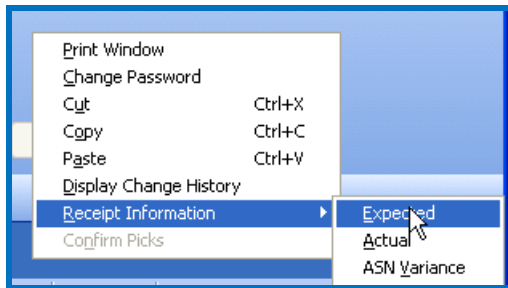 Print Window
Change Password
Cut Ctrl+X
Copy Ctrl+C
Paste Ctrl+V
Display Change History
Receipt Information
Expected
Confirm Picks
Actual
ASN Variance